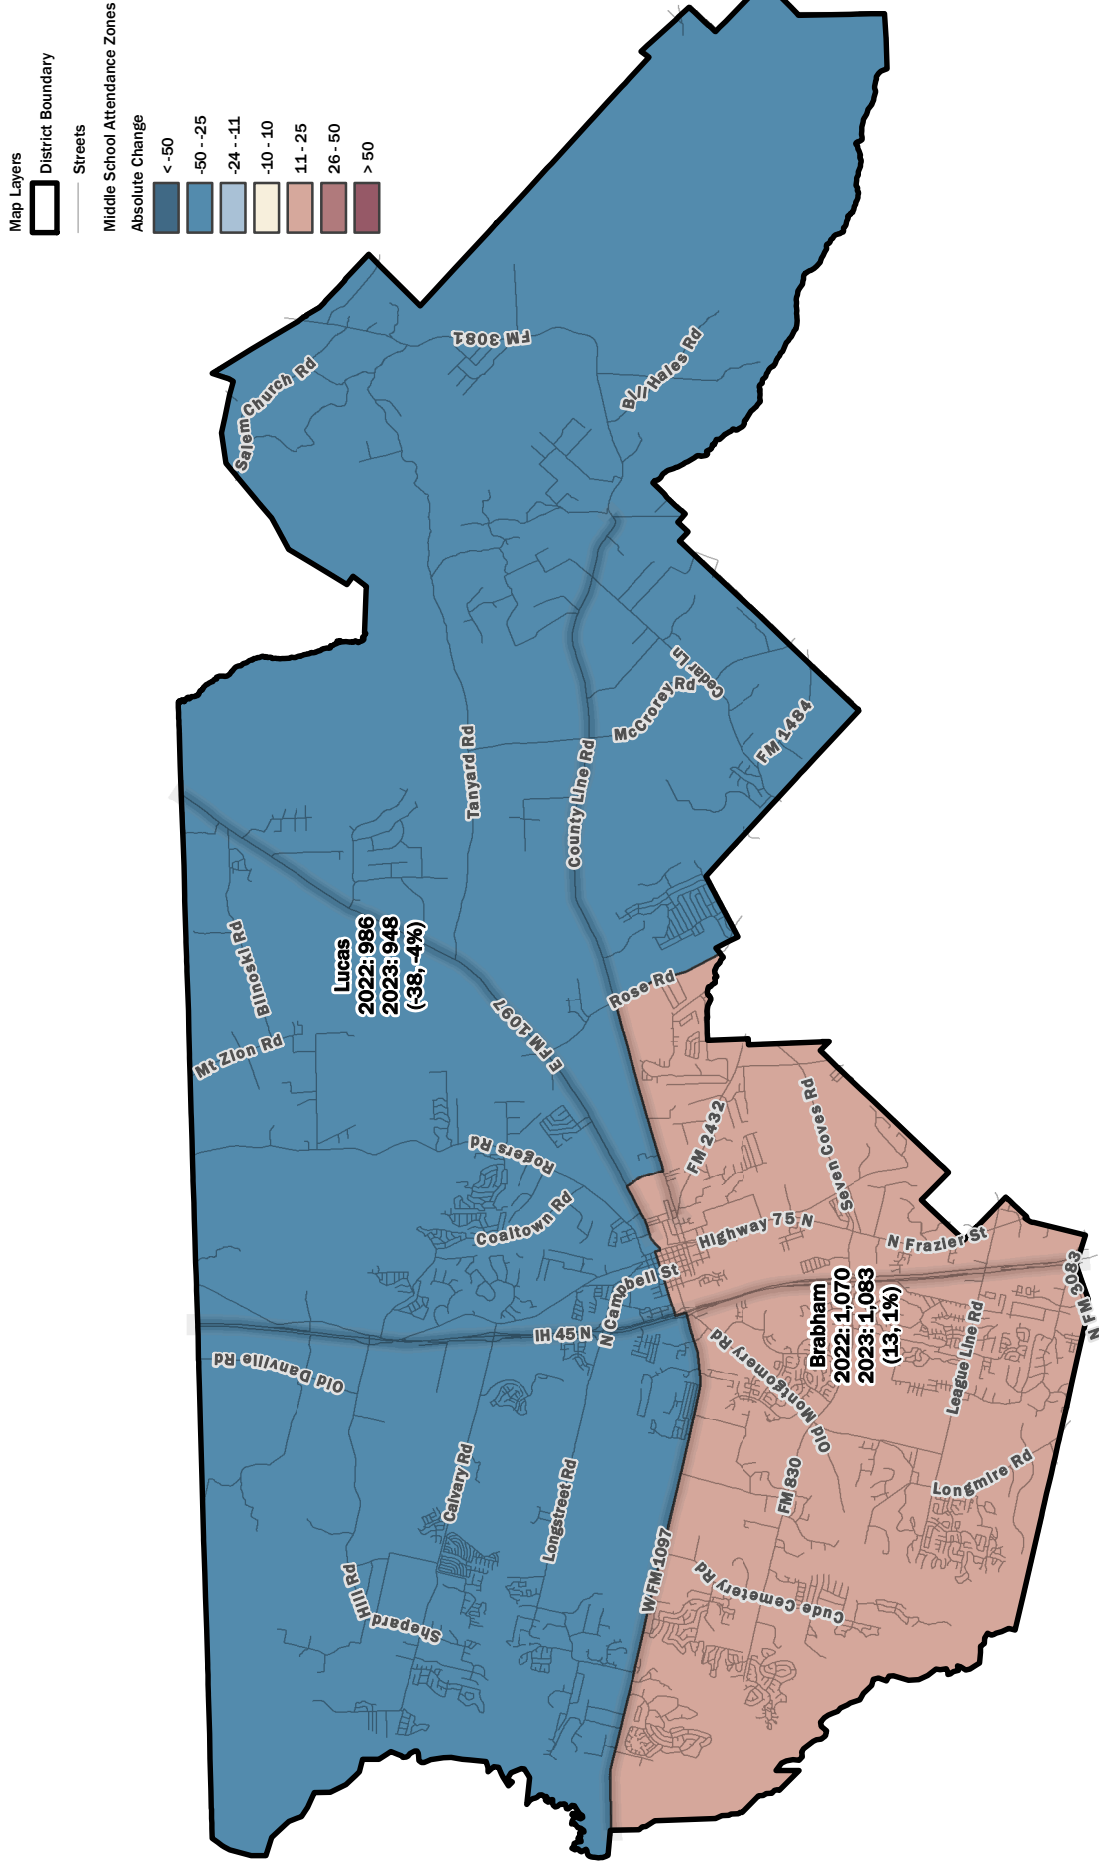 Map Layers
District Boundary
Streets
Middle School Attendance Zones
Absolute Change
< -50
-50 - -25
-24 - -11
-10 - 10
11 - 25
26 - 50
> 50
Salem Church Rd
FM 3081
Bill Hales Rd
Tanyard Rd
County Line Rd
McCrorey Rd
Cedar Ln
FM 1484
Blinoski Rd
Mt Zion Rd
Lucas
2022: 986
2023: 948
(-38, -4%)
E FM 1097
Rose Rd
Rogers Rd
Coaltown Rd
FM 2432
Seven Coves Rd
Highway 75 N
N Frazier St
N FM 3083
N Campbell St
IH 45 N
Old Danville Rd
Brabham
2022: 1,070
2023: 1,083
(13, 1%)
Old Montgomery Rd
League Line Rd
Longmire Rd
FM 830
Calvary Rd
Longstreet Rd
W FM 1097
Cude Cemetery Rd
Shepard Hill Rd